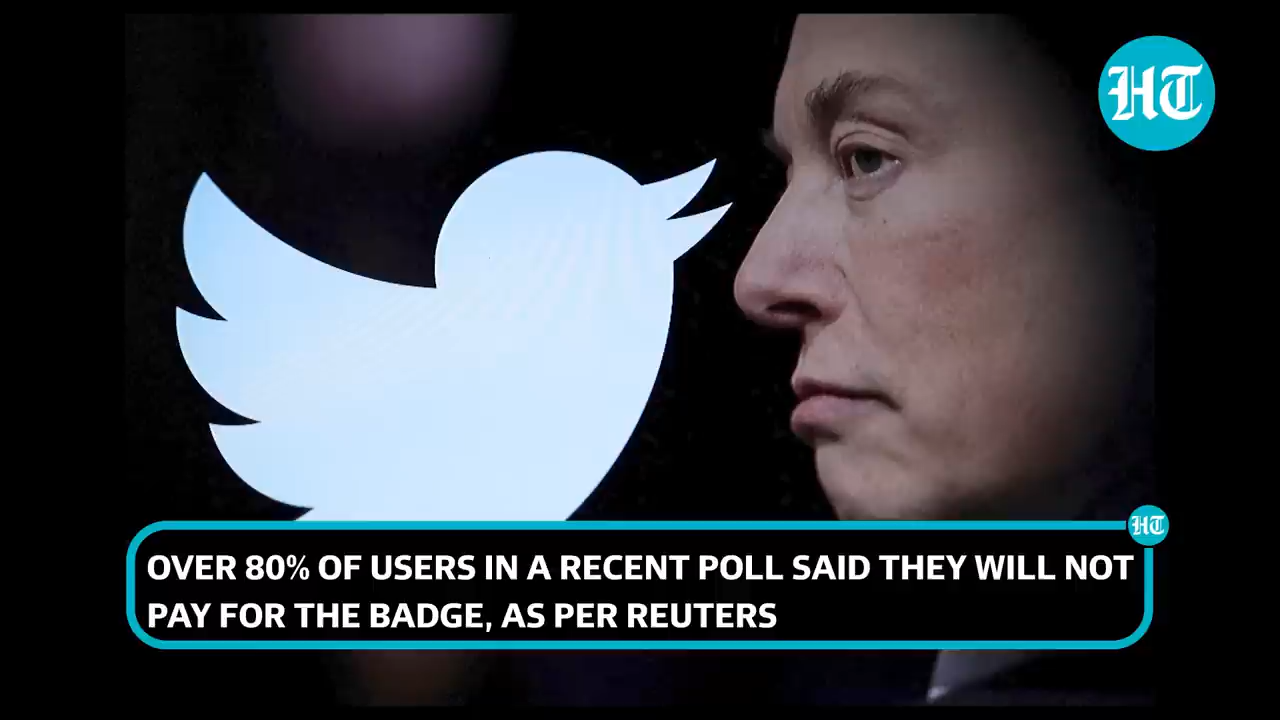 HT
HT
OVER 80% OF USERS IN A RECENT POLL SAID THEY WILL NOT
PAY FOR THE BADGE, AS PER REUTERS